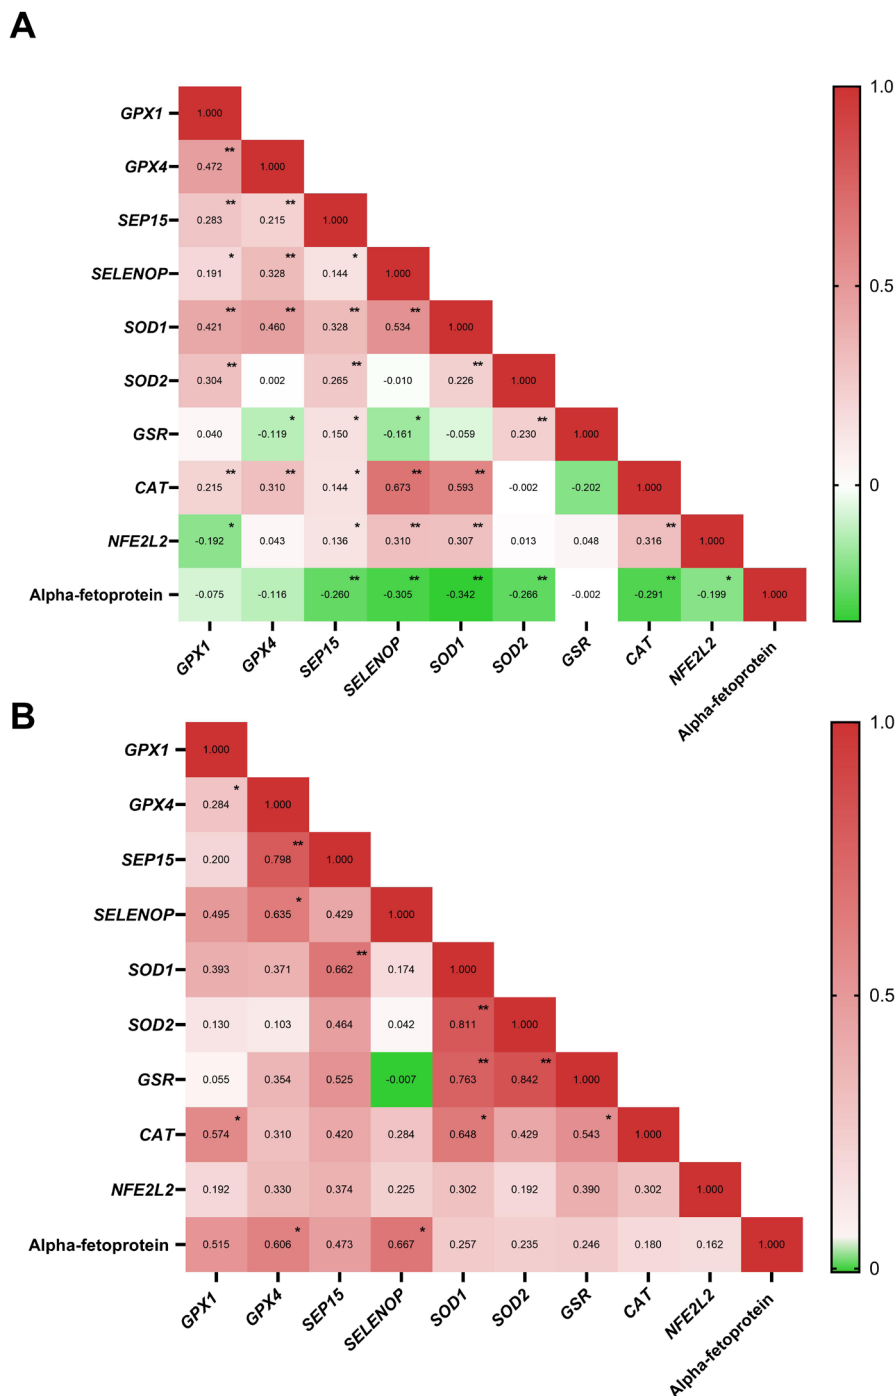 A
1.0
GPX1 1.000
** 
GPX4 0.472 1.000
** **
SEP15 0.283 0.215 1.000
* ** *
SELENOP 0.191 0.328 0.144 1.000
0.5
** ** ** **
SOD1 0.421 0.460 0.328 0.534 1.000
** ** **
SOD2 0.304 0.002 0.265 -0.010 0.226 1.000
* * * **
GSR 0.040 -0.119 0.150 -0.161 -0.059 0.230 1.000
** ** * ** **
CAT 0.215 0.310 0.144 0.673 0.593 -0.002 -0.202 1.000
0
* * ** ** **
NFE2L2 -0.192 0.043 0.136 0.310 0.307 0.013 0.048 0.316 1.000
** ** ** ** ** *
Alpha-fetoprotein -0.075 -0.116 -0.260 -0.305 -0.342 -0.266 -0.002 -0.291 -0.199 1.000
GPX1 GPX4 SEP15 SELENOP SOD1 SOD2 GSR CAT NFE2L2 Alpha-fetoprotein
B
1.0
GPX1 1.000
*
GPX4 0.284 1.000
**
SEP15 0.200 0.798 1.000
*
SELENOP 0.495 0.635 0.429 1.000
**
SOD1 0.393 0.371 0.662 0.174 1.000
0.5
**
SOD2 0.130 0.103 0.464 0.042 0.811 1.000
** **
GSR 0.055 0.354 0.525 -0.007 0.763 0.842 1.000
* * *
CAT 0.574 0.310 0.420 0.284 0.648 0.429 0.543 1.000
NFE2L2 0.192 0.330 0.374 0.225 0.302 0.192 0.390 0.302 1.000
* *
Alpha-fetoprotein 0.515 0.606 0.473 0.667 0.257 0.235 0.246 0.180 0.162 1.000
0
GPX1 GPX4 SEP15 SELENOP SOD1 SOD2 GSR CAT NFE2L2 Alpha-fetoprotein